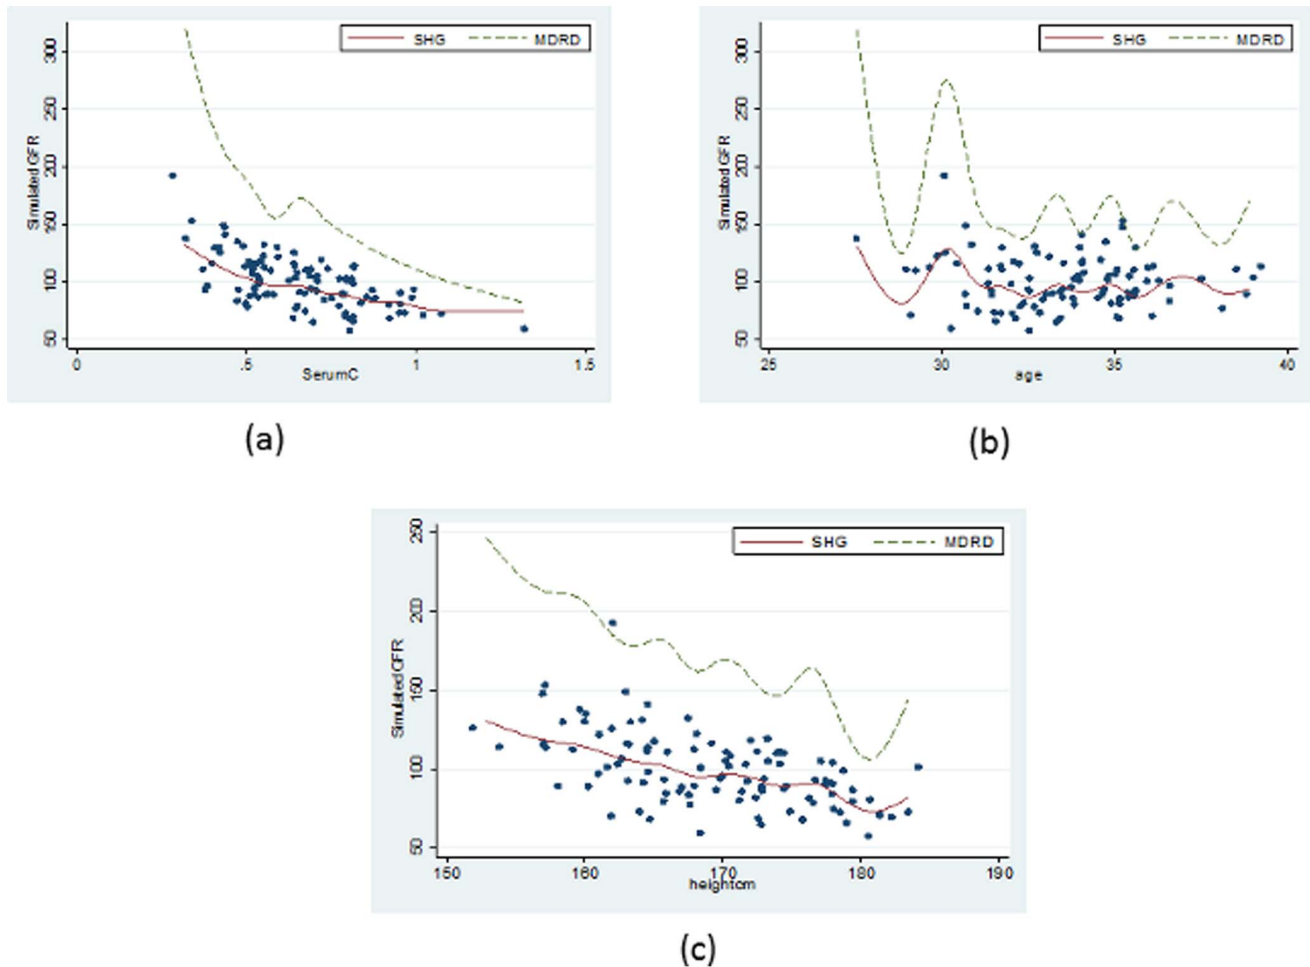 SHG MDRD
Simulated GFR
300
250
200
150
100
50
0 .5 1 1.5
SerumC
(a)
SHG MDRD
Simulated GFR
300
250
200
150
100
50
25 30 35 40
age
(b)
SHG MDRD
Simulated GFR
250
200
150
100
50
150 160 170 180 190
heightcm
(c)